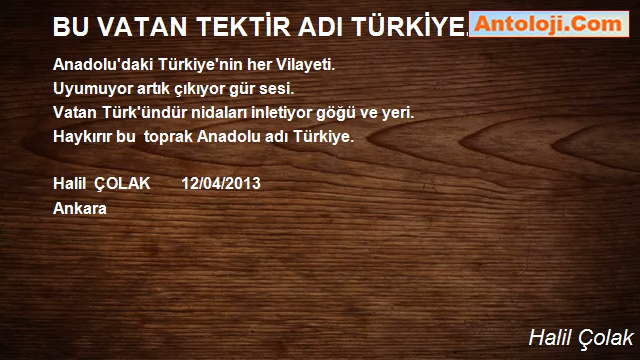 BU VATAN TEKTİR ADI TÜRKİYE.
Antoloji.Com
Anadolu'daki Türkiye'nin her Vilayeti.
Uyumuyor artık çıkıyor gür sesi.
Vatan Türk'ündür nidaları inletiyor göğü ve yeri.
Haykırır bu toprak Anadolu adı Türkiye.
Halil ÇOLAK 12/04/2013
Ankara
Halil Çolak